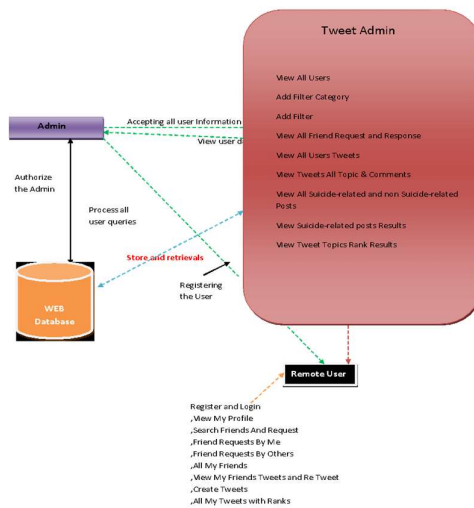 Tweet Admin
View All Users
Add Filter Category
Add Filter
View All Friend Request and Response
View All Users Tweets
View Tweets All Topic & Comments
View All Suicide-related and non Suicide-related
Posts
View Suicide-related posts Results
View Tweet Topics Rank Results
Admin
Accepting all user Information
View user d
Authorize
the Admin
Process all
user queries
Store and retrievals
Registering
the User
WEB
Database
Remote User
Register and Login
,View My Profile
,Search Friends And Request
,Friend Requests By Me
,Friend Requests By Others
,All My Friends
,View My Friends Tweets and Re Tweet
,Create Tweets
,All My Tweets with Ranks